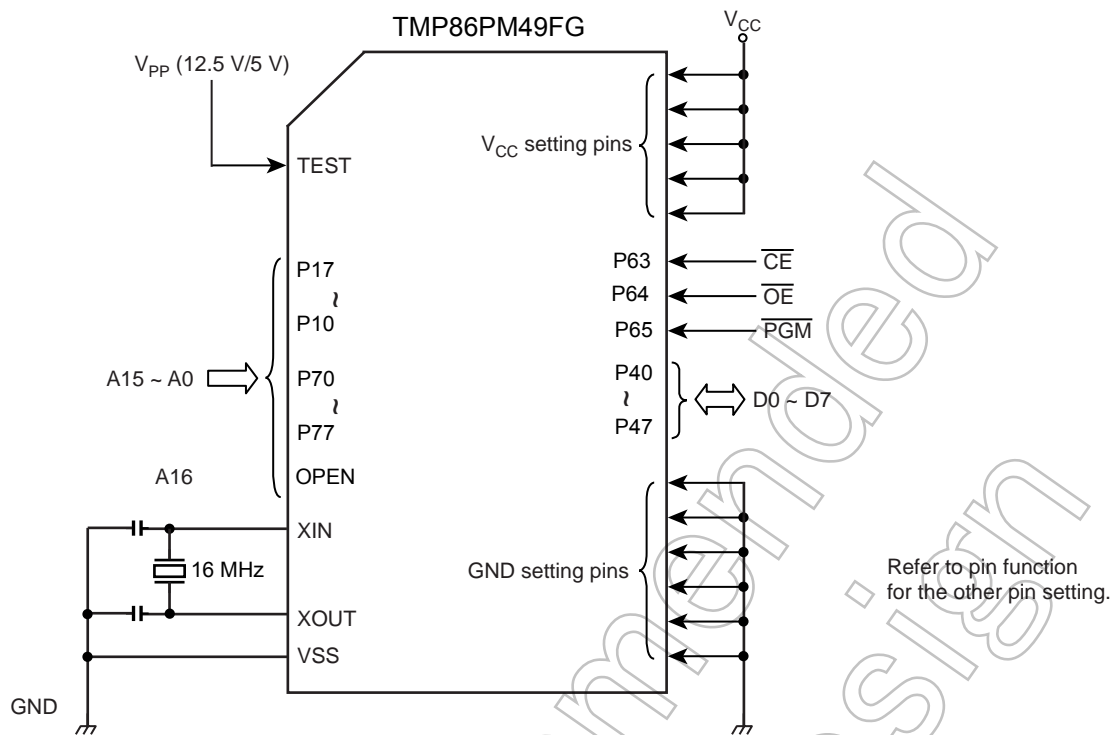 TMP86PM49FG
VCC
VPP (12.5 V/5 V)
VCC setting pins
TEST
P17
~
P10
P70
~
P77
OPEN
A15 ~ A0
A16
P63
CE
P64
OE
P65
PGM
P40
~
P47
D0 ~ D7
XIN
16 MHz
XOUT
VSS
GND
GND setting pins
Refer to pin function
for the other pin setting.
mmended
sign